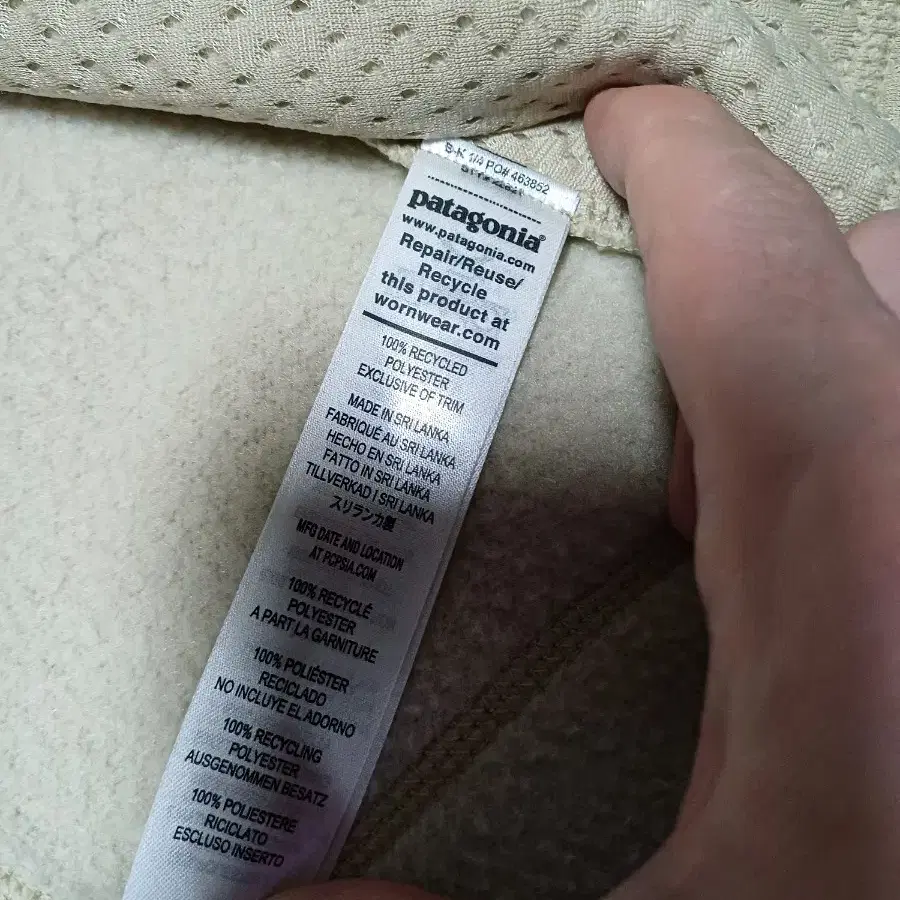 B-K 1/4 PO# 463852
patagonia®
www.patagonia.com
Repair/Reuse/
Recycle
this product at
wornwear.com
100% RECYCLED
POLYESTER
EXCLUSIVE OF TRIM
MADE IN SRI LANKA
FABRIQUÉ AU SRI LANKA
HECHO EN SRI LANKA
FATTO IN SRI LANKA
TILLVERKAD I SRI LANKA
スリランカ製
MFG DATE AND LOCATION
AT PCPSIA.COM
100% RECYCLÉ
POLYESTER
A PART LA GARNITURE
100% POLIÉSTER
RECICLADO
NO INCLUYE EL ADORNO
100% RECYCLING
POLYESTER
AUSGENOMMEN BESATZ
100% POLIESTERE
RICICLATO
ESCLUSO INSERTO